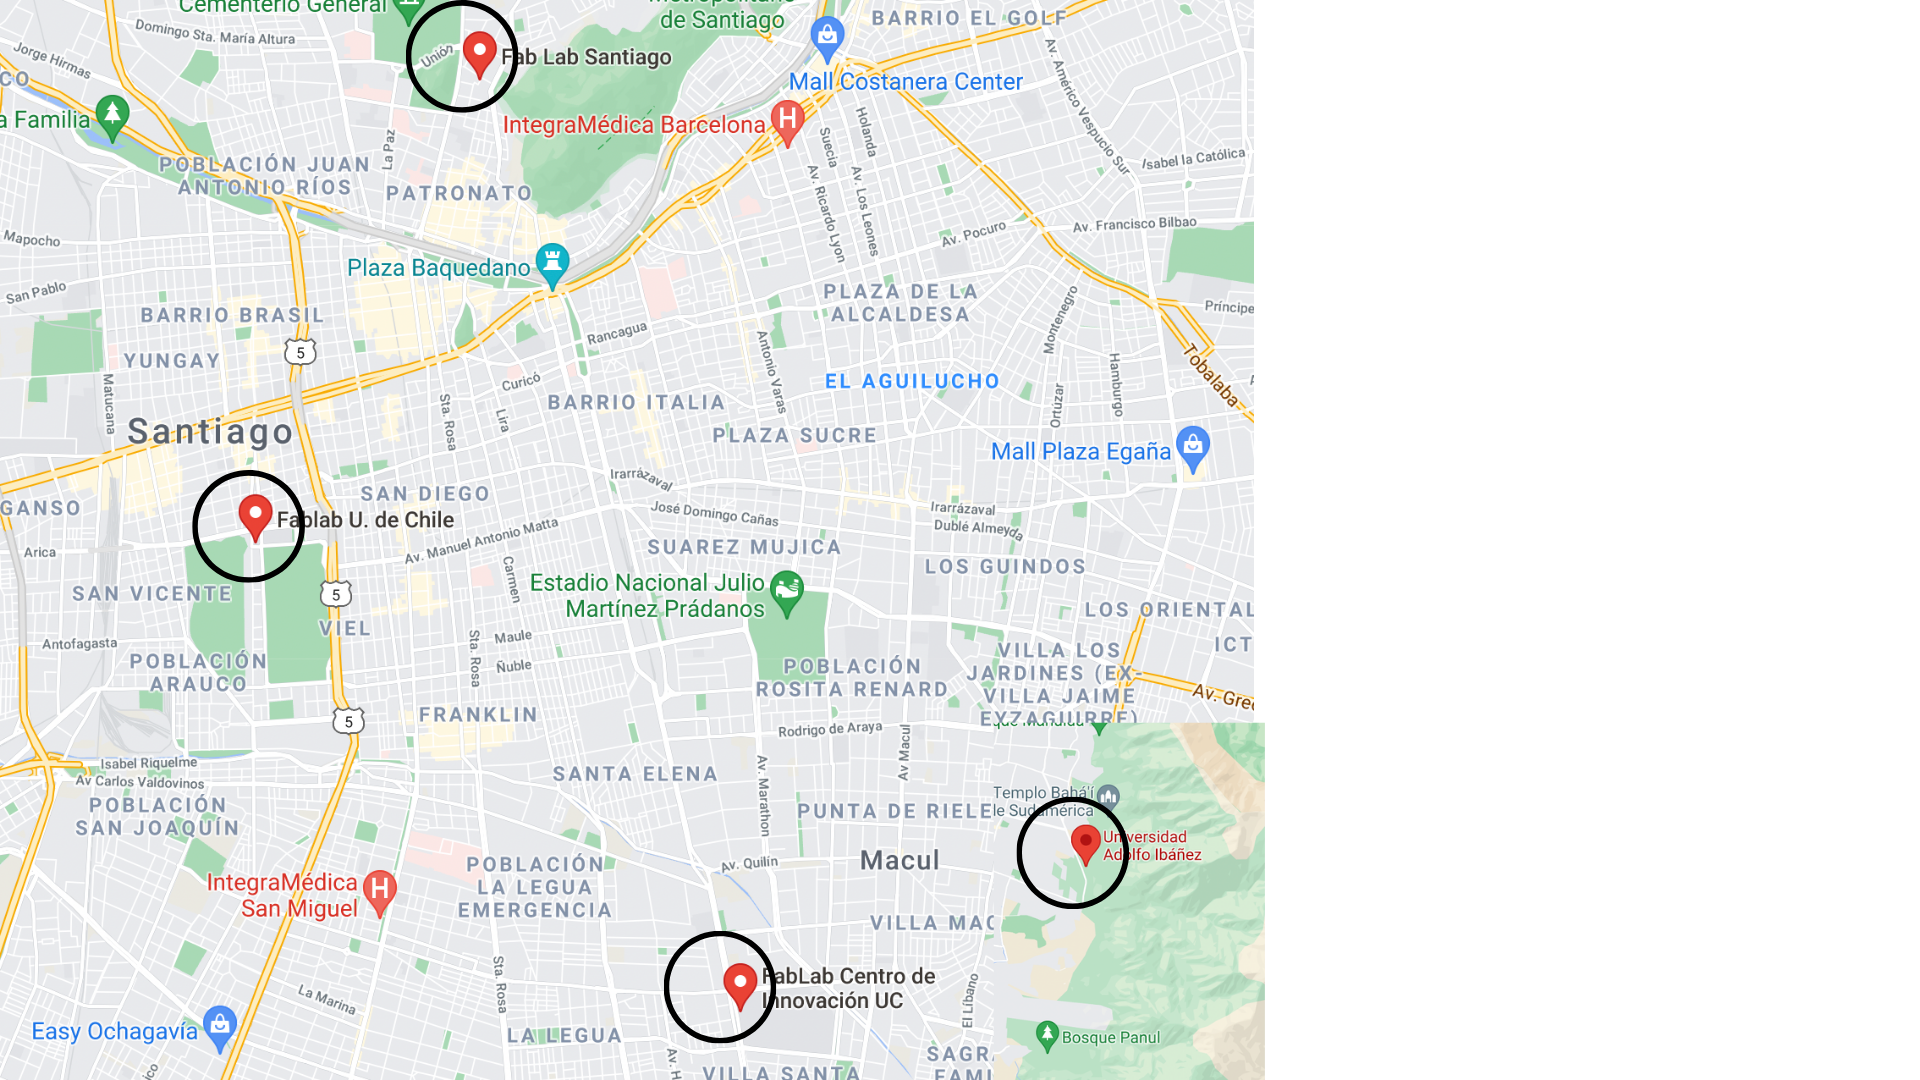 Cementerio General
Metropolitano
de Santiago
BARRIO EL GOLF
Domingo Sta. María Altura
Jorge Hirmas
CO
Unión
Fab Lab Santiago
Mall Costanera Center
Av. Américo Vespucio Sur
a Familia
IntegraMédica Barcelona
La Paz
Suecia
Holanda
Isabel la Católica
POBLACIÓN JUAN
ANTONIO RÍOS
PATRONATO
Av. Ricardo Lyon
Av. Los Leones
Av. Pocuro
Av. Francisco Bilbao
Mapocho
Plaza Baquedano
San Pablo
PLAZA DE LA
ALCALDESA
Montenegro
Príncipe
BARRIO BRASIL
Rancagua
5
YUNGAY
Antonio Varas
Tobalaba
Matucana
Curicó
EL AGUILUCHO
Hamburgo
Ortuzar
Sta. Rosa
Lira
BARRIO ITALIA
Santiago
PLAZA SUCRE
Mall Plaza Egaña
Irarrázaval
SAN DIEGO
GANSO
Fablab U. de Chile
José Domingo Cañas
Irarrázaval
Dublé Almeyda
Av. Manuel Antonio Matta
Arica
SUAREZ MUJICA
LOS GUINDOS
Carmen
Estadio Nacional Julio
Martínez Prádanos
SAN VICENTE
5
LOS ORIENTAL
VIEL
Antofagasta
Maule
Sta. Rosa
Ñuble
ICT
VILLA LOS
JARDINES (EX-
VILLA JAIME
EYZAGUIRRE)
POBLACIÓN
ARAUCO
POBLACIÓN
ROSITA RENARD
Av. Grec
FRANKLIN
5
Rodrigo de Araya
Av Macul
que Mahuida
Isabel Riquelme
Av Carlos Valdovinos
SANTA ELENA
Av. Marathon
POBLACIÓN
SAN JOAQUÍN
PUNTA DE RIELE
Templo Bahá'í
le Sudamérica
Universidad
Adolfo Ibáñez
Av. Quilín
Macul
POBLACIÓN
LA LEGUA
EMERGENCIA
IntegraMédica
San Miguel
VILLA MAC
Sta. Rosa
FabLab Centro de
Innovación UC
La Marina
El Líbano
Easy Ochagavía
LA LEGUA
Bosque Panul
Av. H
SAGR
FAMI
VILLA SANTA
ico